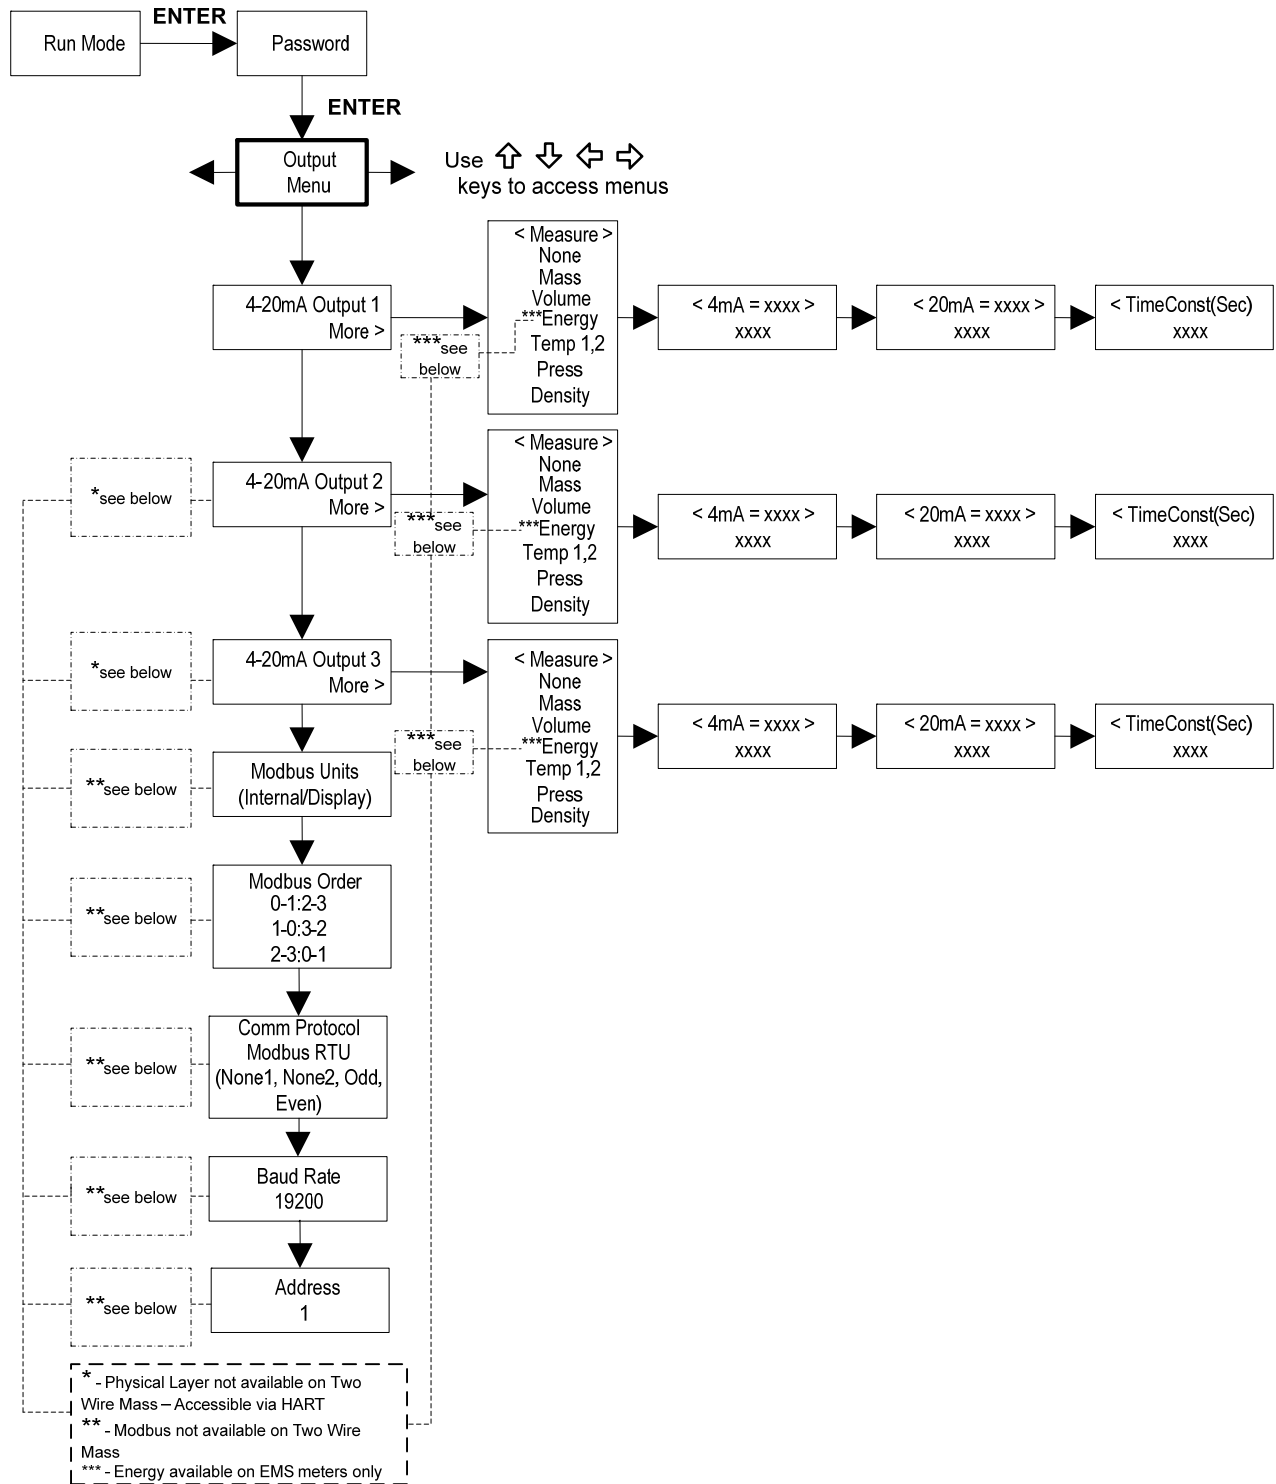 ENTER
Run Mode
Password
ENTER
Output
Menu
Use
keys to access menus
4-20mA Output 1
More >
***see
below
< Measure >
None
Mass
Volume
***Energy
Temp 1,2
Press
Density
< 4mA = xxxx >
xxxx
< 20mA = xxxx >
xxxx
< TimeConst(Sec)
xxxx
*see below
4-20mA Output 2
More >
***see
below
< Measure >
None
Mass
Volume
***Energy
Temp 1,2
Press
Density
< 4mA = xxxx >
xxxx
< 20mA = xxxx >
xxxx
< TimeConst(Sec)
xxxx
*see below
4-20mA Output 3
More >
***see
below
< Measure >
None
Mass
Volume
***Energy
Temp 1,2
Press
Density
< 4mA = xxxx >
xxxx
< 20mA = xxxx >
xxxx
< TimeConst(Sec)
xxxx
**see below
Modbus Units
(Internal/Display)
**see below
Modbus Order
0-1:2-3
1-0:3-2
2-3:0-1
**see below
Comm Protocol
Modbus RTU
(None1, None2, Odd,
Even)
**see below
Baud Rate
19200
**see below
Address
1
* - Physical Layer not available on Two
Wire Mass – Accessible via HART
** - Modbus not available on Two Wire
Mass
*** - Energy available on EMS meters only